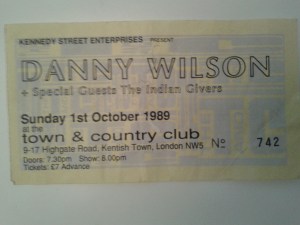 KENNEDY STREET ENTERPRISES PRESENT
DANNY WILSON
+ Special Guests The Indian Givers
Sunday 1st October 1989
at the
town & country club
9-17 Highgate Road, Kentish Town, London NW5
Nº 742
Doors: 7.30pm Show: 8.00pm
Tickets: £7 Advance